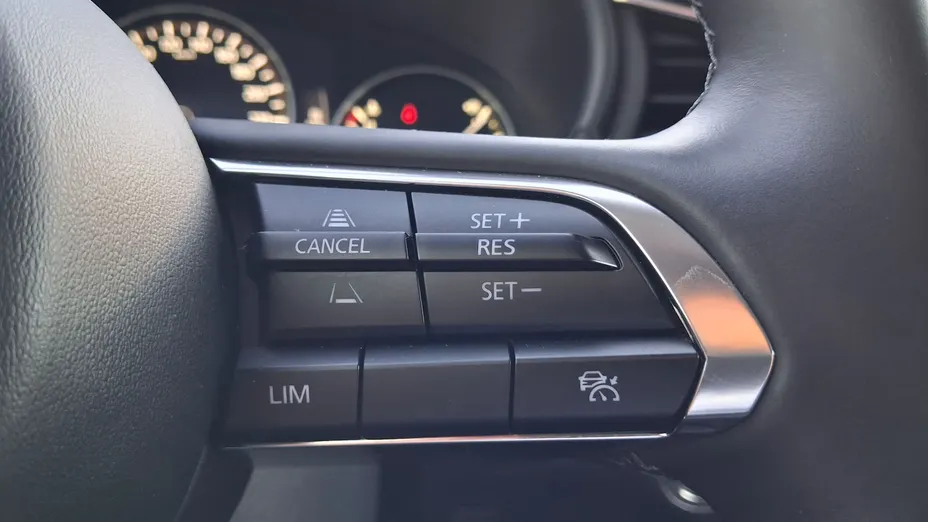 SET+
CANCEL RES
SET-
LIM